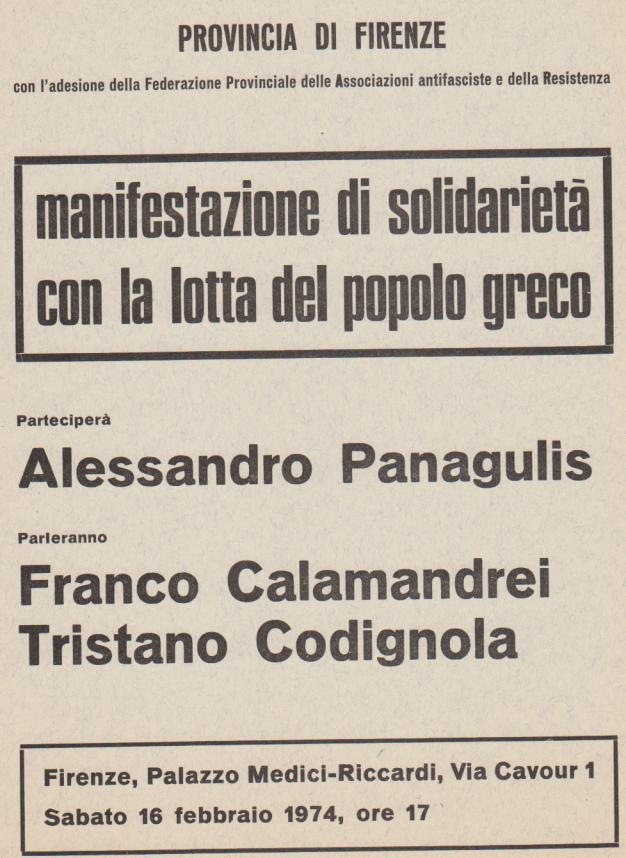 PROVINCIA DI FIRENZE
con l'adesione della Federazione Provinciale delle Associazioni antifasciste e della Resistenza
manifestazione di solidarietà
con la lotta del popolo greco
Parteciperà
Alessandro Panagulis
Parleranno
Franco Calamandrei
Tristano Codignola
Firenze, Palazzo Medici-Riccardi, Via Cavour 1
Sabato 16 febbraio 1974, ore 17